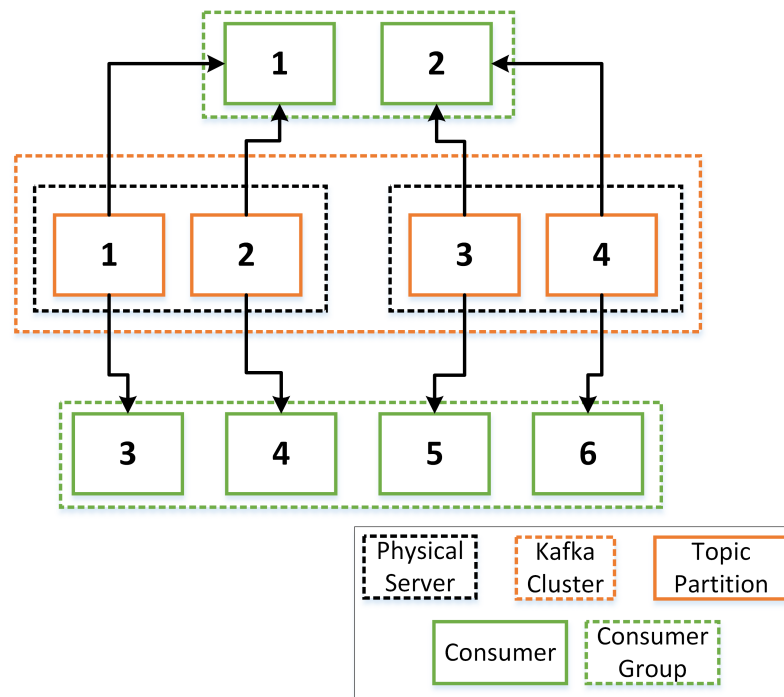 1 2
1 2 3 4
3 4 5 6
Physical
Server
Kafka
Cluster
Topic
Partition
Consumer
Consumer
Group